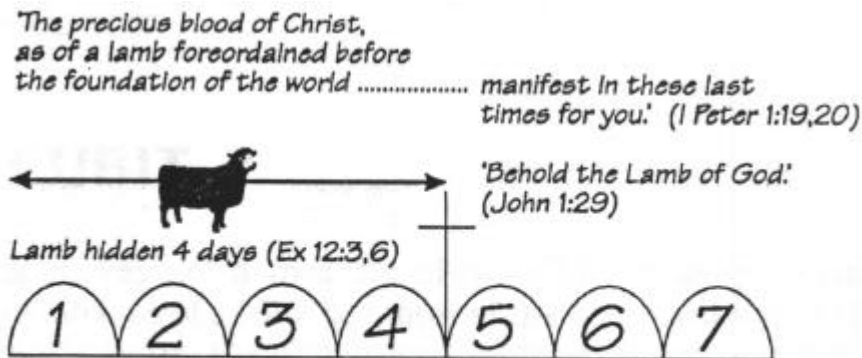 'The precious blood of Christ,
as of a lamb foreordained before
the foundation of the world .................. manifest in these last
times for you.' (I Peter 1:19,20)
'Behold the Lamb of God.'
(John 1:29)
Lamb hidden 4 days (Ex 12:3,6)
1 2 3 4 5 6 7